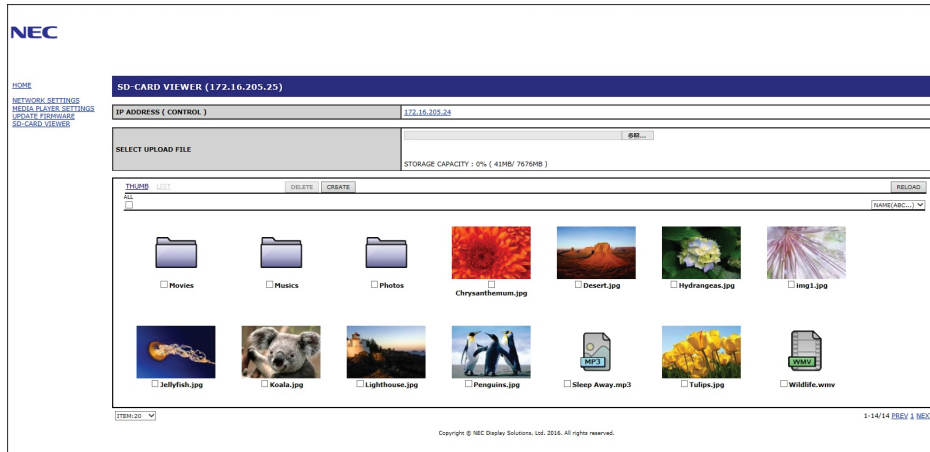 NEC
HOME
NETWORK SETTINGS
MEDIA PLAYER SETTINGS
UPDATE FIRMWARE
SD-CARD VIEWER
SD-CARD VIEWER (172.16.205.25)
IP ADDRESS ( CONTROL ) 172.16.205.24
SELECT UPLOAD FILE 参照...
STORAGE CAPACITY : 0% ( 41MB/ 7676MB )
THUMB LIST DELETE CREATE RELOAD
ALL
NAME(ABC...)
Movies Musics Photos Chrysanthemum.jpg Desert.jpg Hydrangeas.jpg img1.jpg
MP3 WMV
Jellyfish.jpg Koala.jpg Lighthouse.jpg Penguins.jpg Sleep Away.mp3 Tulips.jpg Wildlife.wmv
ITEM:20 1-14/14 PREV 1 NEX
Copyright © NEC Display Solutions, Ltd. 2016. All rights reserved.